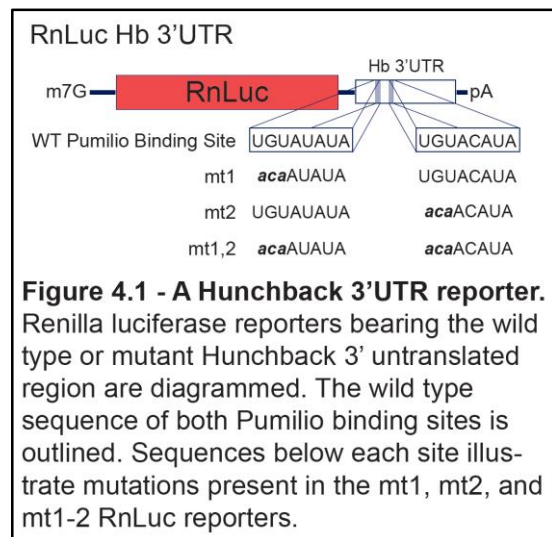 RnLuc Hb 3'UTR
Hb 3'UTR
m7G RnLuc pA
WT Pumilio Binding Site UGUAUAUA UGUACAUA
mt1 acaAUAUA UGUACAUA
mt2 UGUAUAUA acaACAUA
mt1,2 acaAUAUA acaACAUA
Figure 4.1 - A Hunchback 3'UTR reporter.
Renilla luciferase reporters bearing the wild
type or mutant Hunchback 3' untranslated
region are diagrammed. The wild type
sequence of both Pumilio binding sites is
outlined. Sequences below each site illus-
trate mutations present in the mt1, mt2, and
mt1-2 RnLuc reporters.